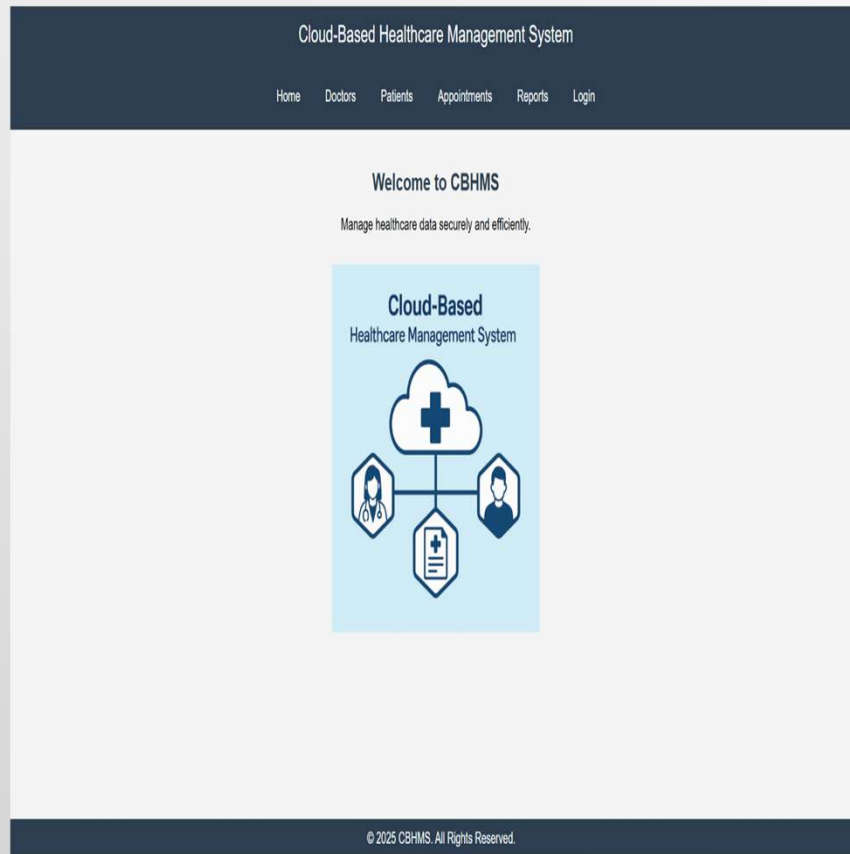 Cloud-Based Healthcare Management System
Home Doctors Patients Appointments Reports Login
Welcome to CBHMS
Manage healthcare data securely and efficiently.
Cloud-Based
Healthcare Management System
© 2025 CBHMS. All Rights Reserved.